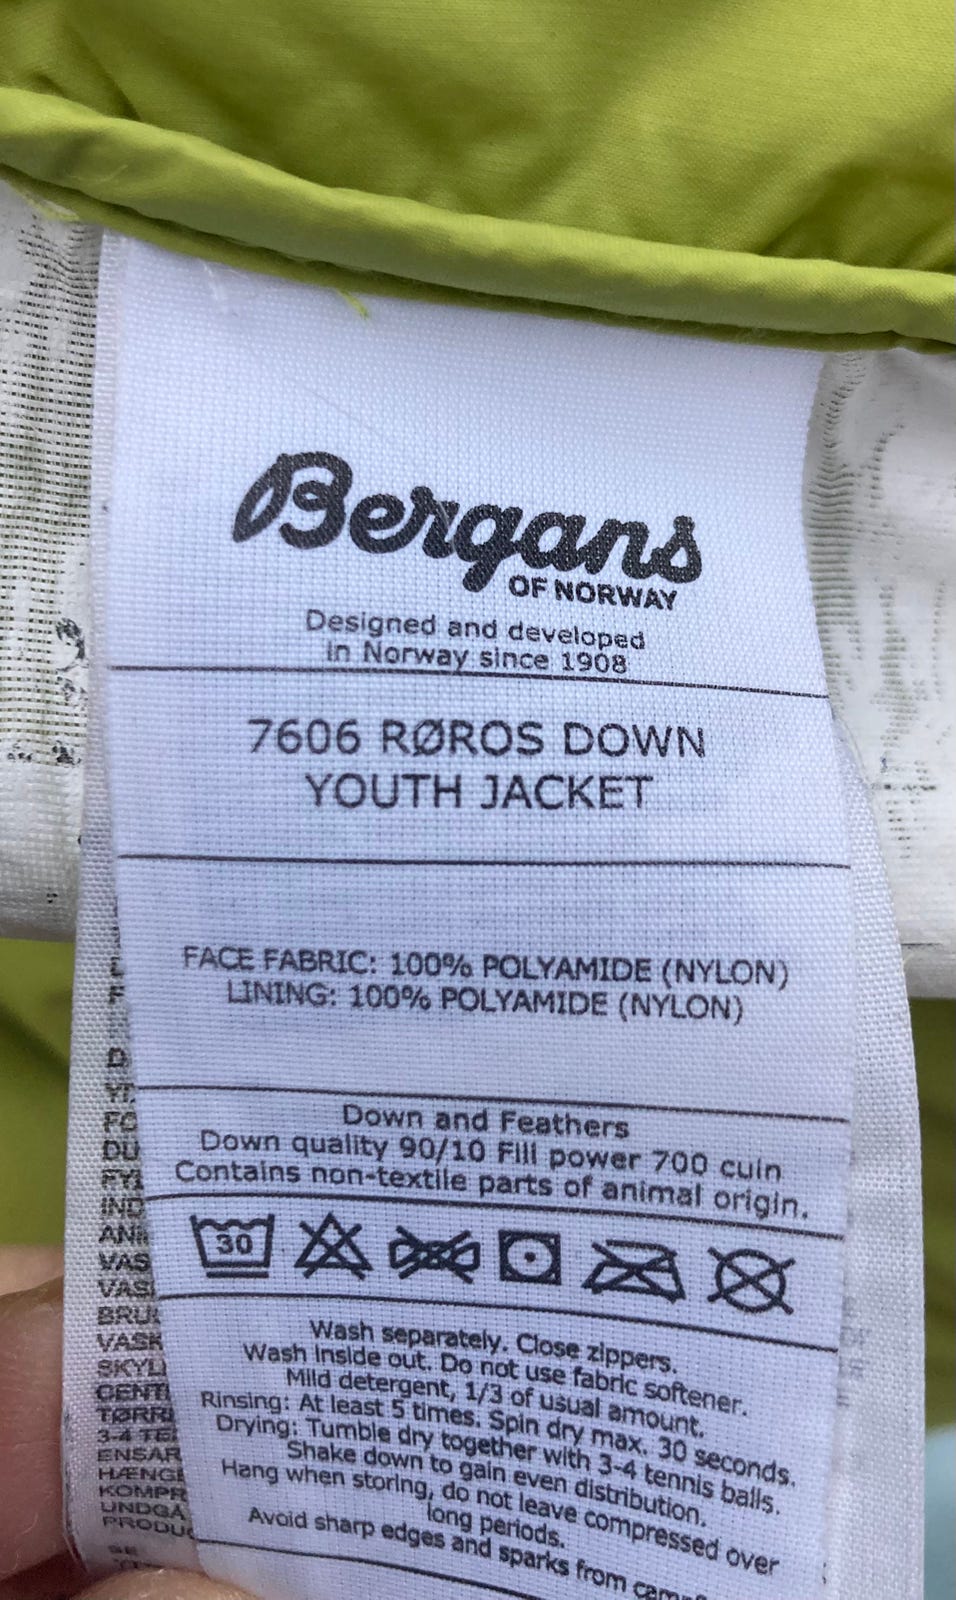 Bergans
OF NORWAY
Designed and developed
in Norway since 1908
7606 RØROS DOWN
YOUTH JACKET
FACE FABRIC: 100% POLYAMIDE (NYLON)
LINING: 100% POLYAMIDE (NYLON)
Down and Feathers
Down quality 90/10 Fill power 700 cuin
Contains non-textile parts of animal origin.
30
Wash separately. Close zippers.
Wash inside out. Do not use fabric softener.
Mild detergent, 1/3 of usual amount.
Rinsing: At least 5 times. Spin dry max. 30 seconds.
Drying: Tumble dry together with 3-4 tennis balls.
Shake down to gain even distribution.
Hang when storing, do not leave compressed over
long periods.
Avoid sharp edges and sparks from